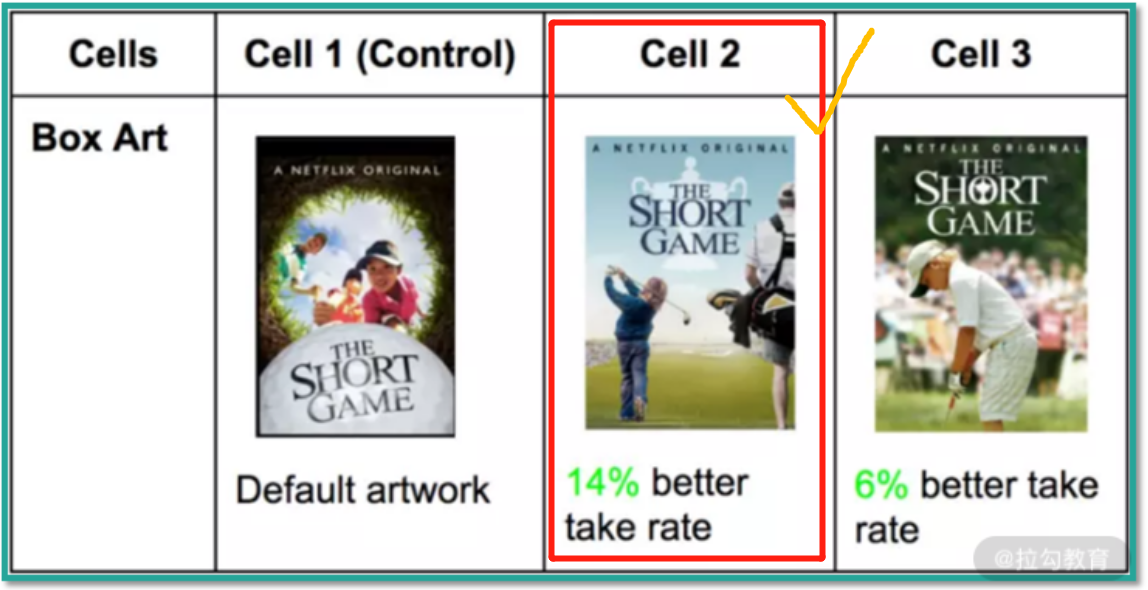 Cells
Cell 1 (Control)
Cell 2
Cell 3
Box Art
A NETFLIX ORIGINAL
THE
SHORT
GAME
Default artwork
A NETFLIX ORIGINAL
THE
SHORT
GAME
14% better
take rate
A NETFLIX ORIGINAL
THE
SHORT
GAME
6% better take
rate
@拉勾教育